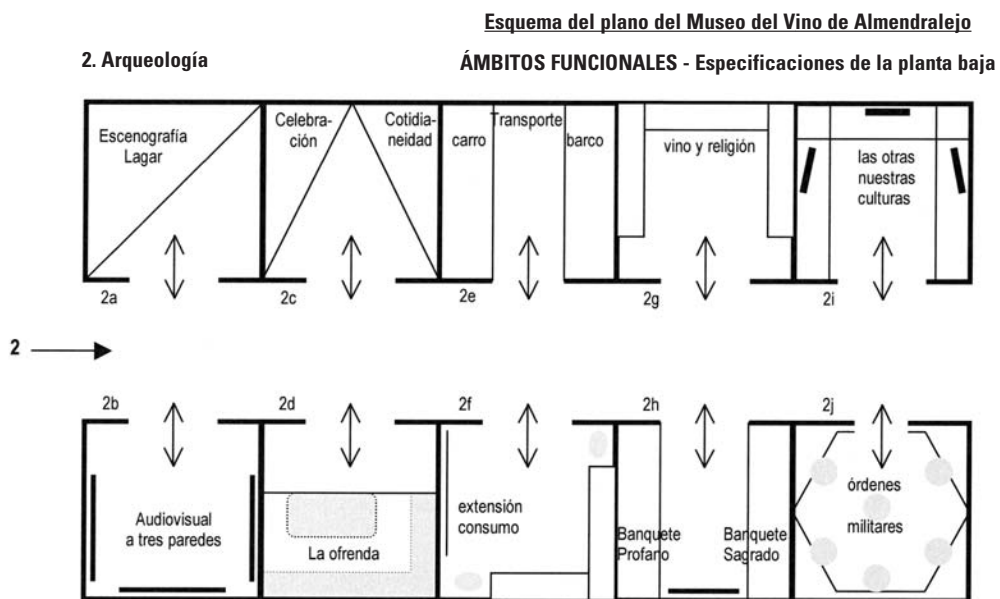 Esquema del plano del Museo del Vino de Almendralejo
2. Arqueología
ÁMBITOS FUNCIONALES - Especificaciones de la planta baja
Escenografía
Lagar
Celebra-
ción
Cotidia-
neidad
carro
Transporte
barco
vino y religión
las otras
nuestras
culturas
2a
2c
2e
2g
2i
2
2b
2d
2f
2h
2j
Audiovisual
a tres paredes
La ofrenda
extensión
consumo
Banquete
Profano
Banquete
Sagrado
órdenes
militares